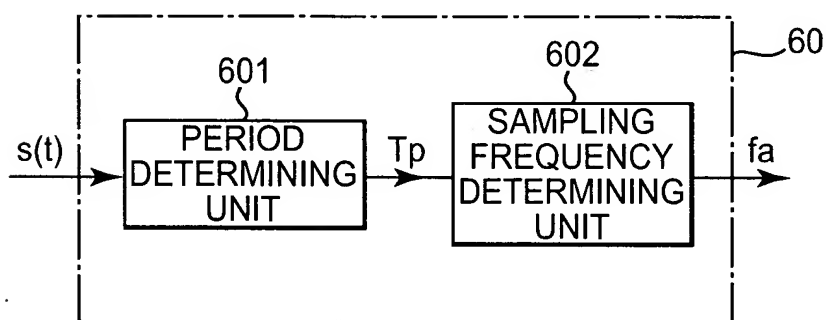 60
601
602
s(t)
PERIOD
DETERMINING
UNIT
Tp
SAMPLING
FREQUENCY
DETERMINING
UNIT
fa